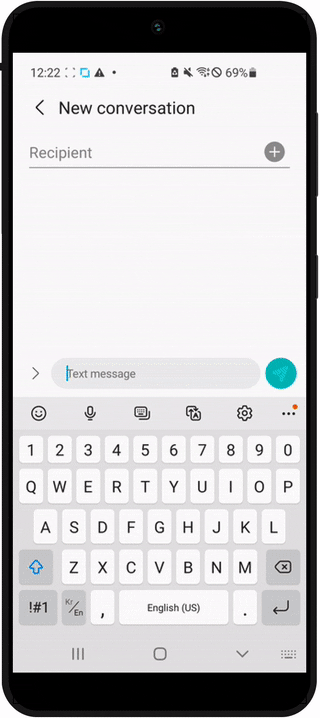 12:22 69%
New conversation
Recipient
Text message
1 2 3 4 5 6 7 8 9 0
Q W E R T Y U I O P
A S D F G H J K L
Z X C V B N M
!#1 Kr/En , English (US) .